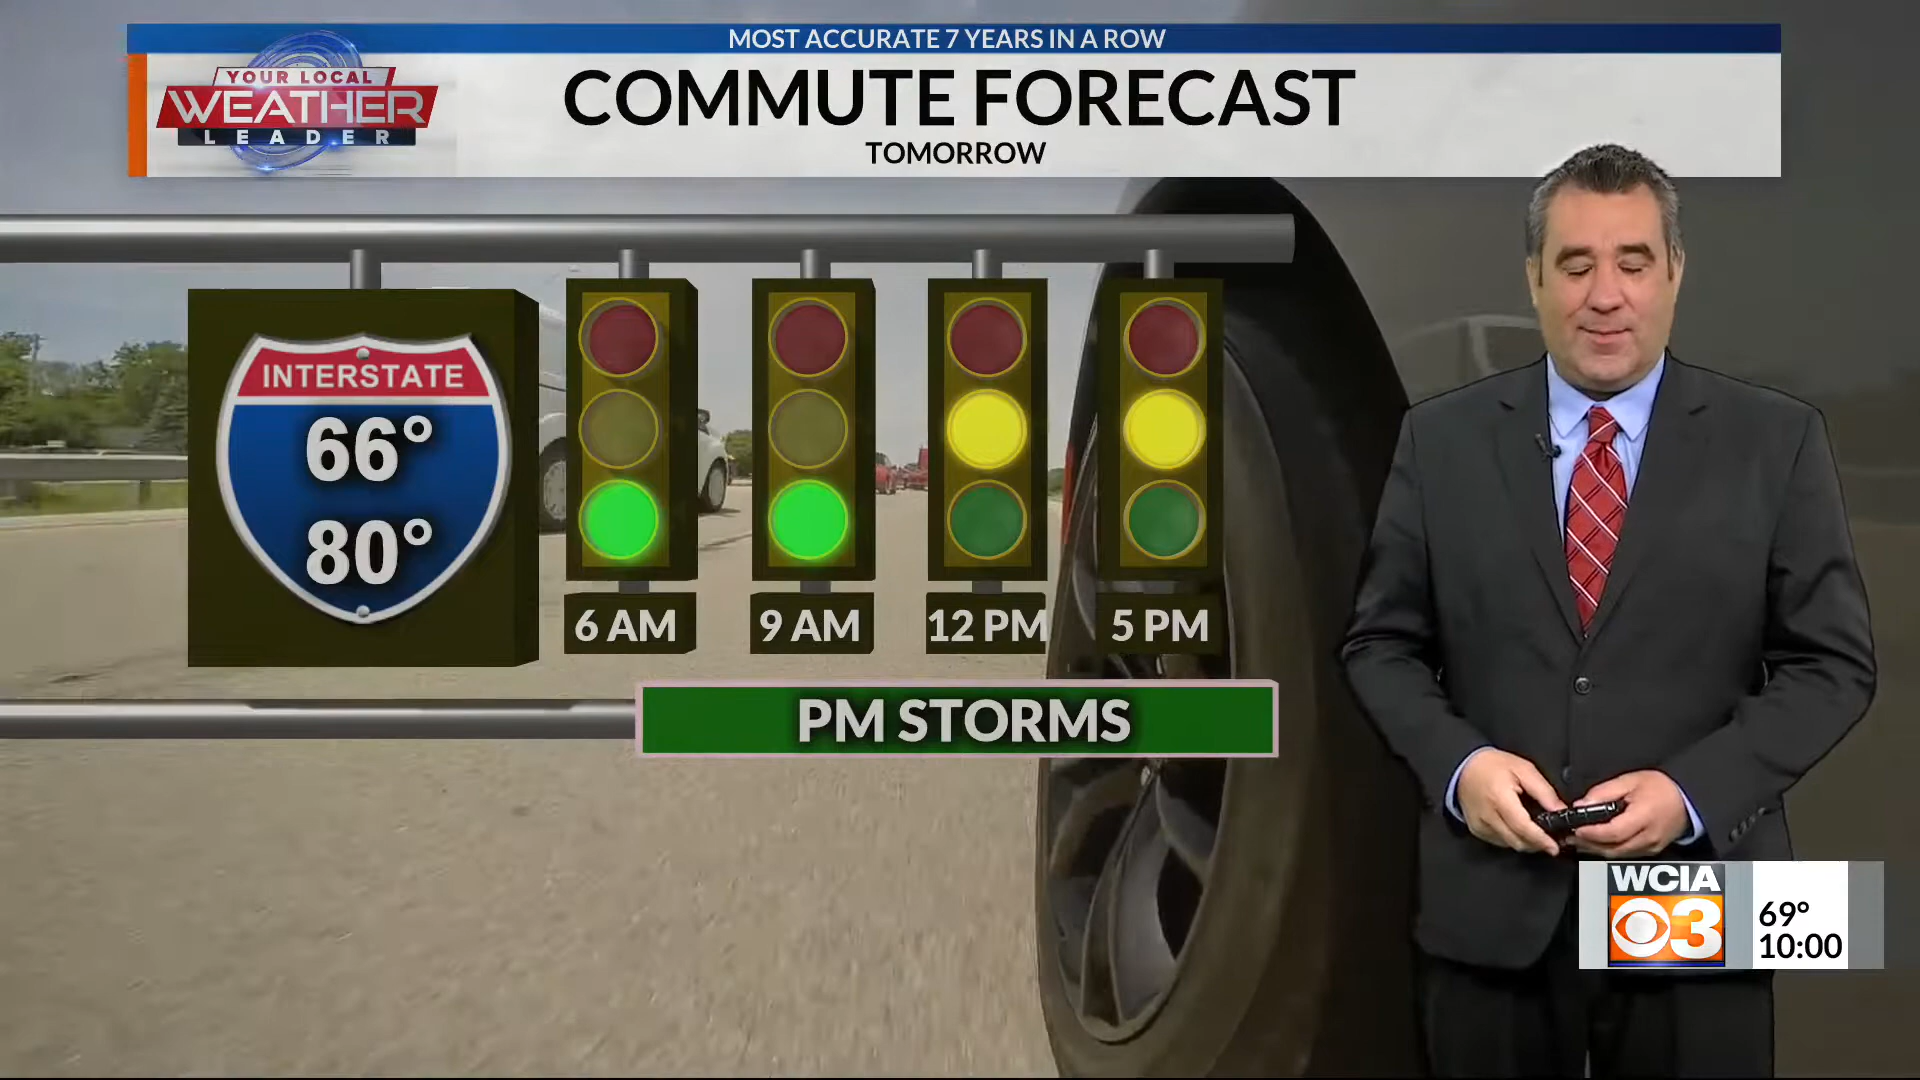 MOST ACCURATE 7 YEARS IN A ROW
YOUR LOCAL
WEATHER
LEADER
COMMUTE FORECAST
TOMORROW
INTERSTATE
66°
80°
6 AM
9 AM
12 PM
5 PM
PM STORMS
WCIA
3
69°
10:00